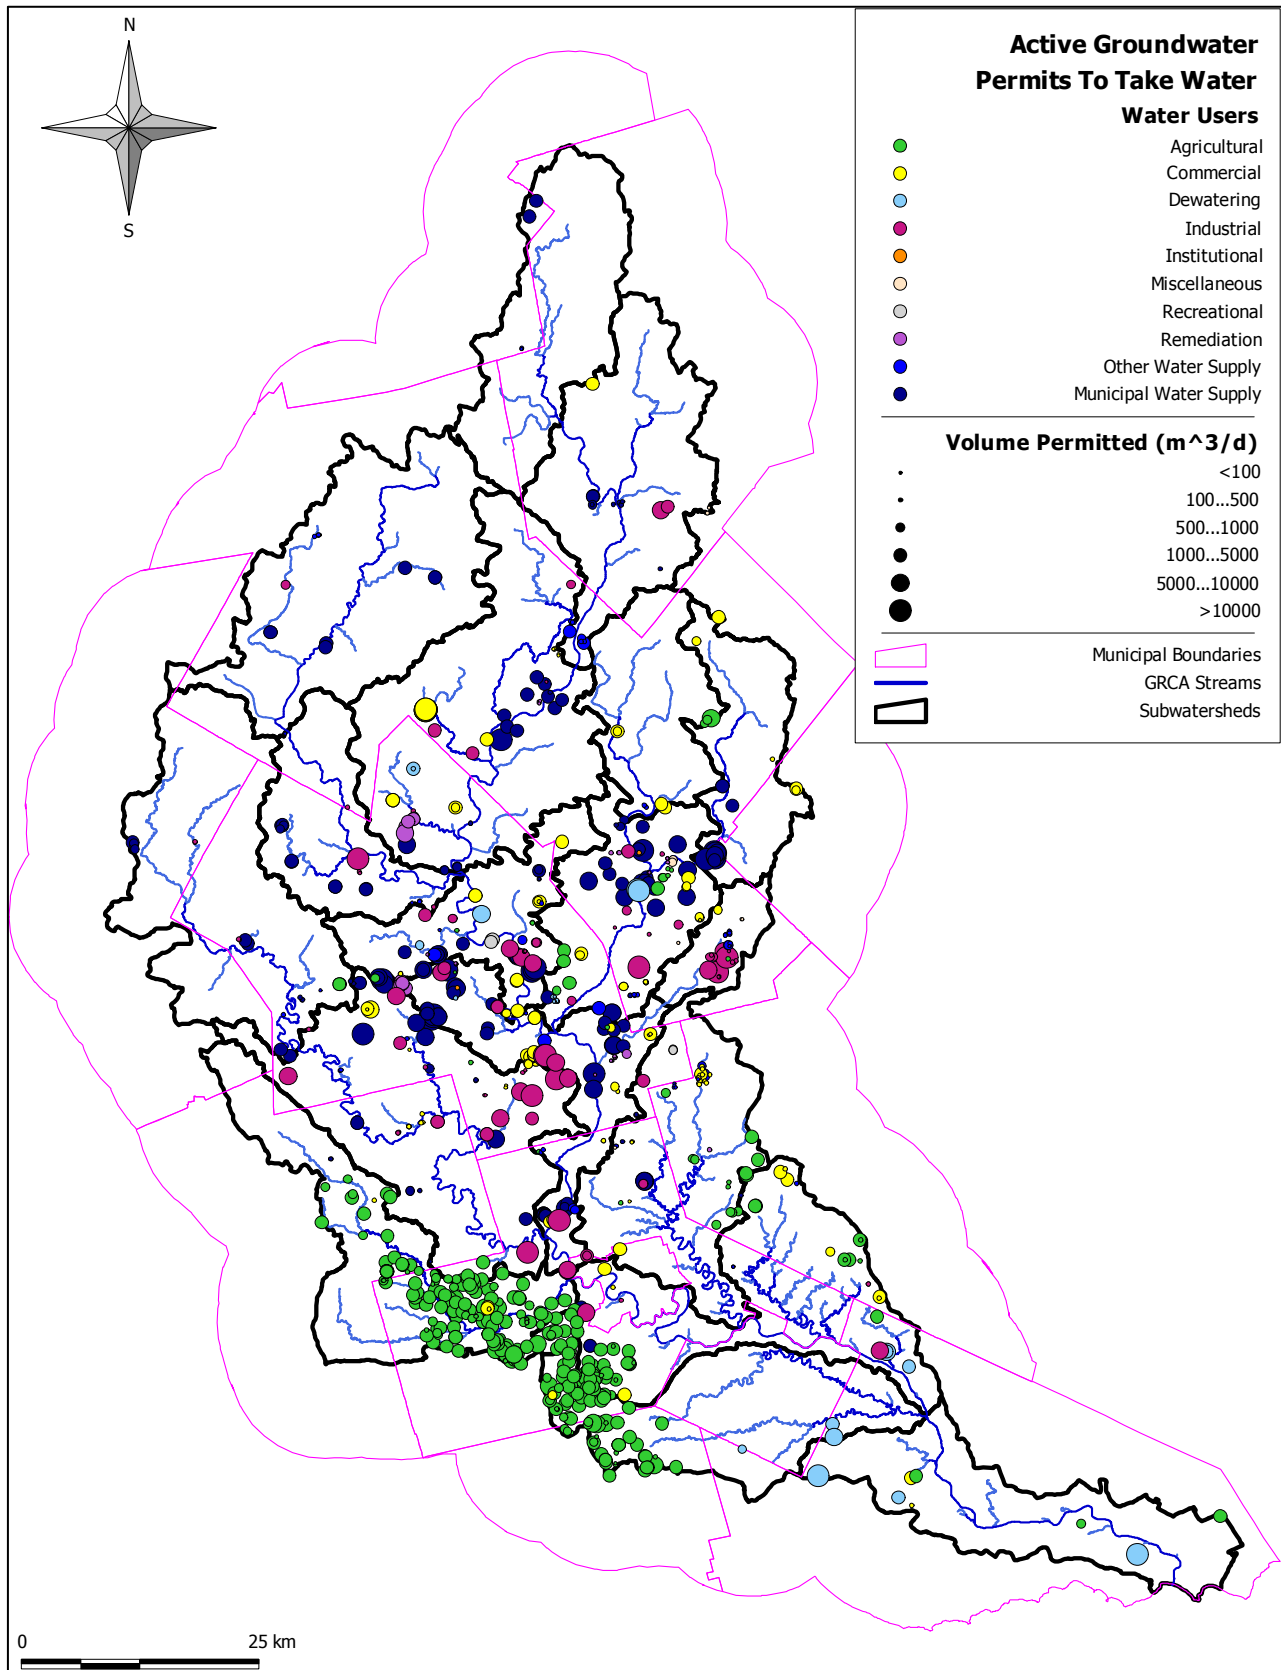 N
S
Active Groundwater
Permits To Take Water
Water Users
Agricultural
Commercial
Dewatering
Industrial
Institutional
Miscellaneous
Recreational
Remediation
Other Water Supply
Municipal Water Supply
Volume Permitted (m^3/d)
<100
100...500
500...1000
1000...5000
5000...10000
>10000
Municipal Boundaries
GRCA Streams
Subwatersheds
0 25 km